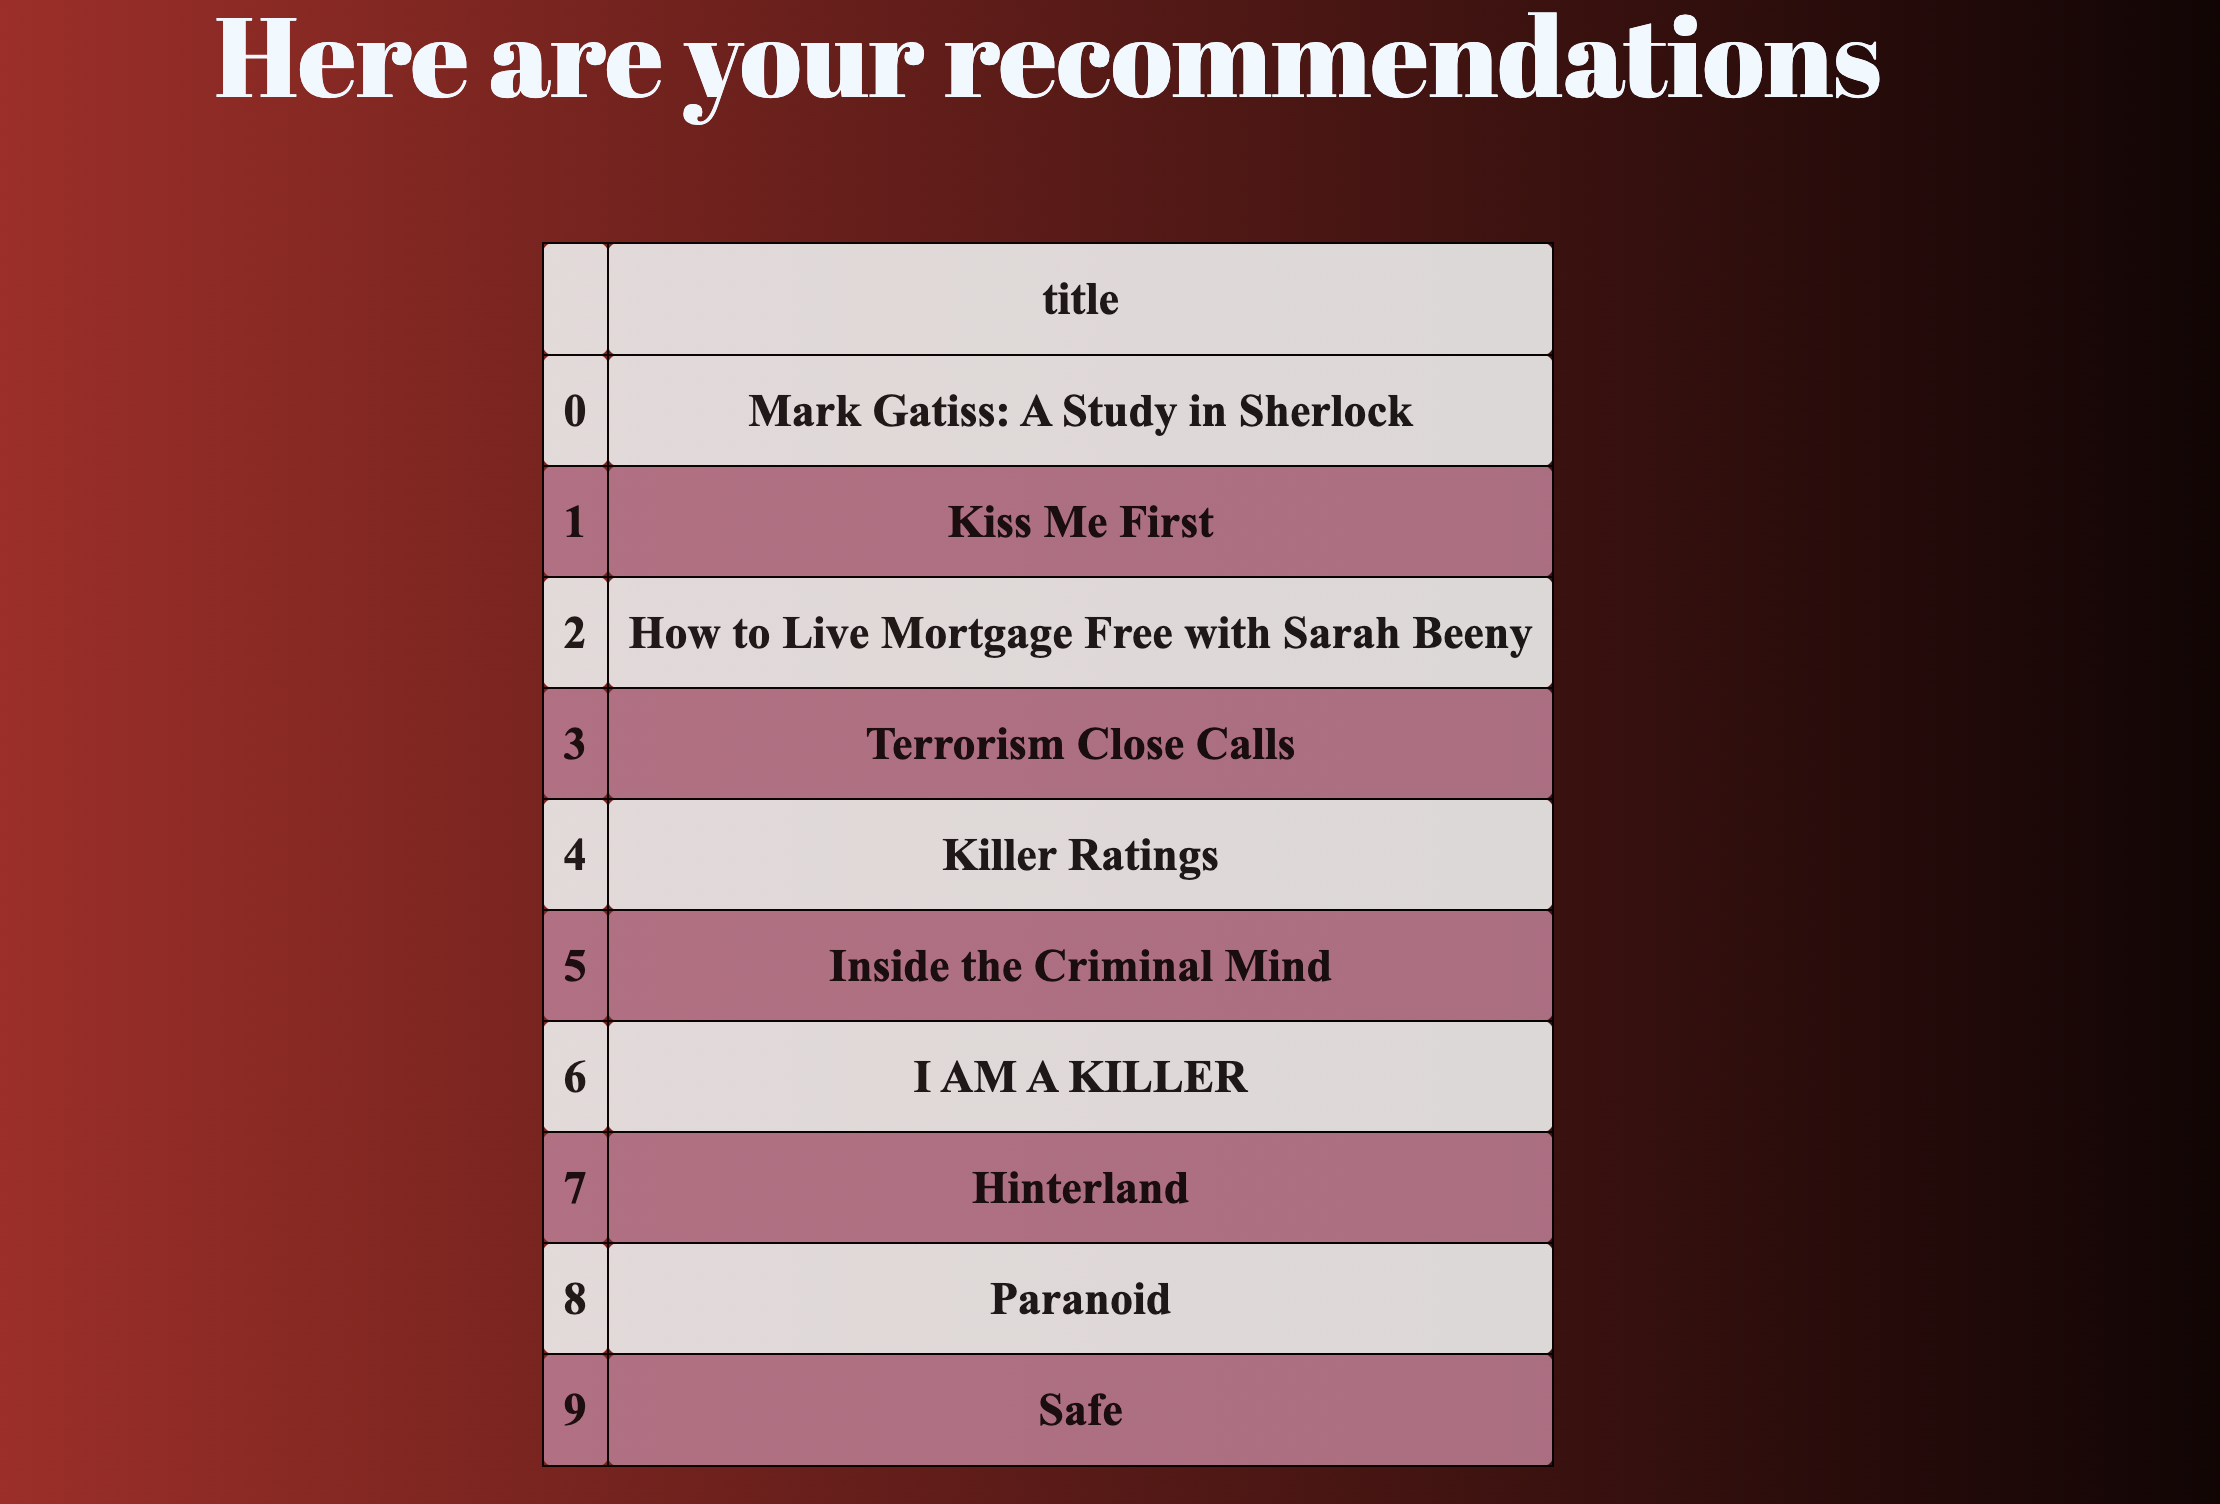 Here are your recommendations
title
0 Mark Gatiss: A Study in Sherlock
1 Kiss Me First
2 How to Live Mortgage Free with Sarah Beeny
3 Terrorism Close Calls
4 Killer Ratings
5 Inside the Criminal Mind
6 I AM A KILLER
7 Hinterland
8 Paranoid
9 Safe